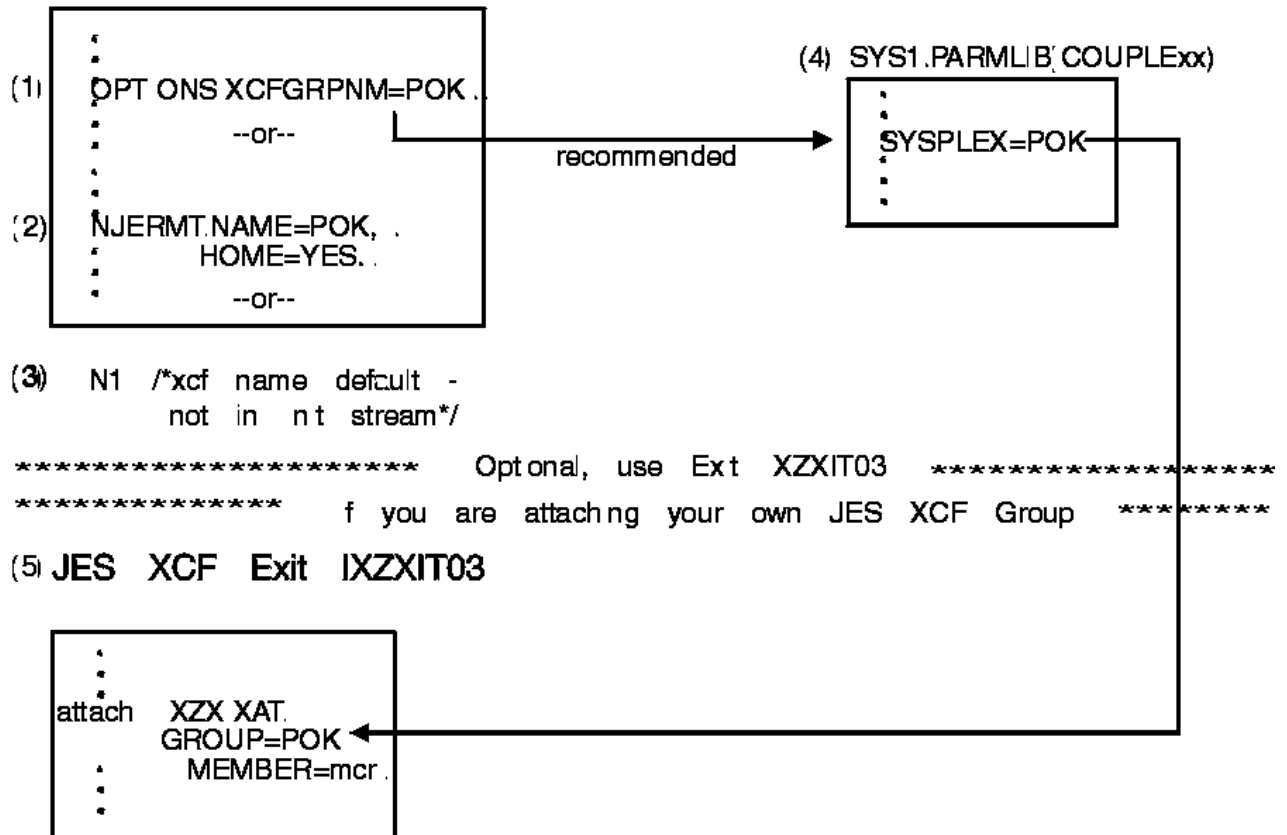 (1) OPT ONS XCFGRPNM=POK ..
--or--
recommended
(2) NJERMT.NAME=POK, .
HOME=YES. .
--or--
(4) SYS1.PARMLIB(COUPLExx)
SYSPLEX=POK
(3) N1 /*xcf name default -
not in n t stream*/
********************* Opt onal, use Ex t XZXIT03 ******************
************** f you are attach ng your own JES XCF Group ********
(5) JES XCF Exit IXZXIT03
attach XZX XAT.
GROUP=POK
MEMBER=mcr .